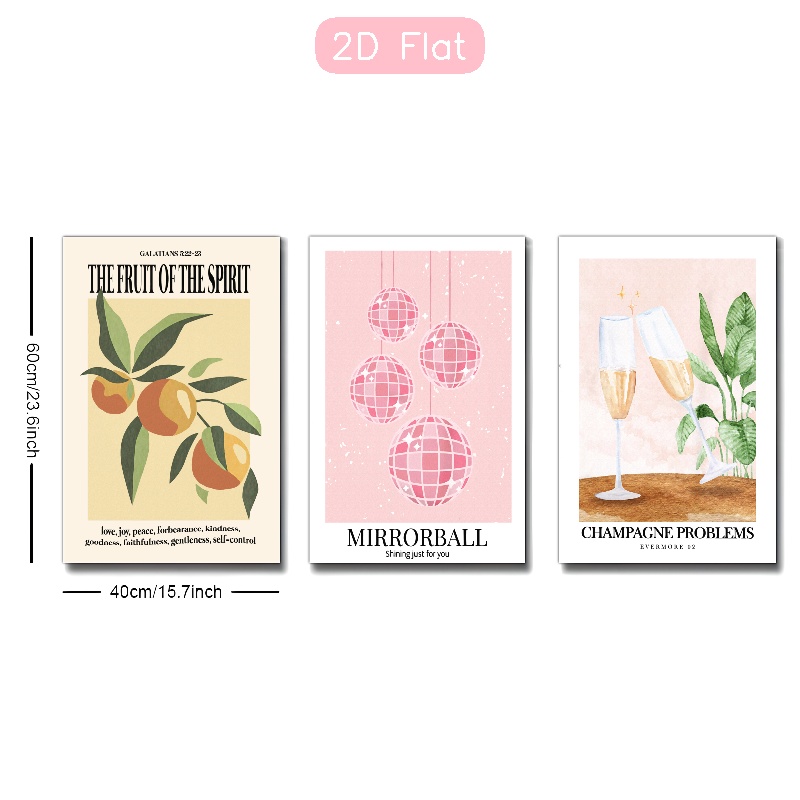 2D Flat
GALATIANS 5:22-23
THE FRUIT OF THE SPIRIT
love, joy, peace, forbearance, kindness,
goodness, faithfulness, gentleness, self-control
MIRRORBALL
Shining just for you
CHAMPAGNE PROBLEMS
EVERMORE 02
60cm/23.6inch
40cm/15.7inch